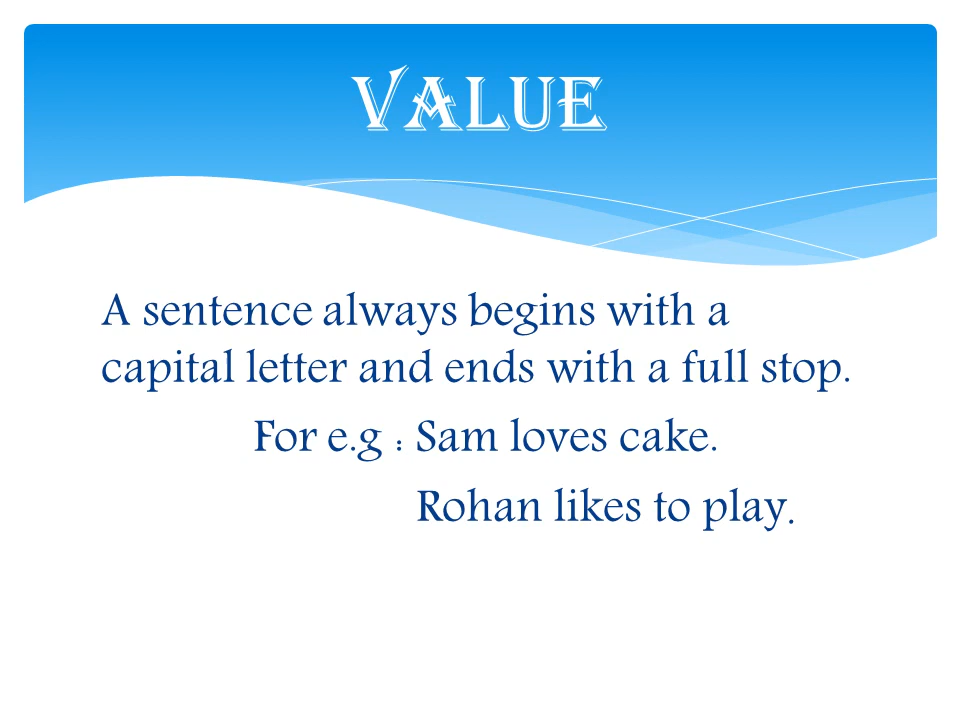 VALUE
A sentence always begins with a
capital letter and ends with a full stop.
For e.g : Sam loves cake.
Rohan likes to play.